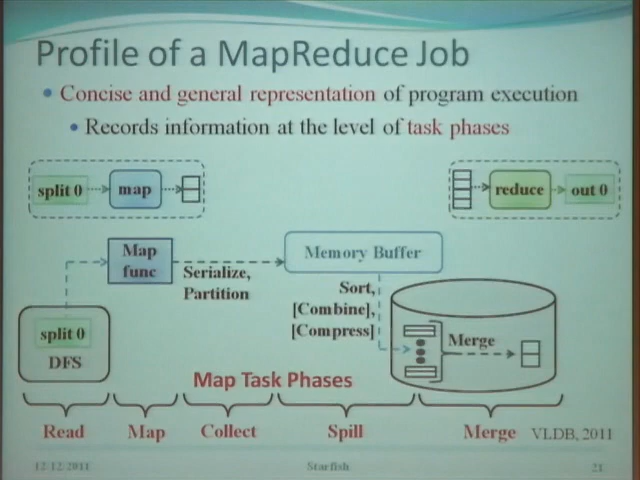 Profile of a MapReduce Job
Concise and general representation of program execution
Records information at the level of task phases
split 0
map
reduce
out 0
Map
func
Serialize,
Partition
Memory Buffer
Sort,
[Combine],
[Compress]
split 0
DFS
Merge
Map Task Phases
Read
Map
Collect
Spill
Merge
VLDB, 2011
12/12/2011
Starfish
21